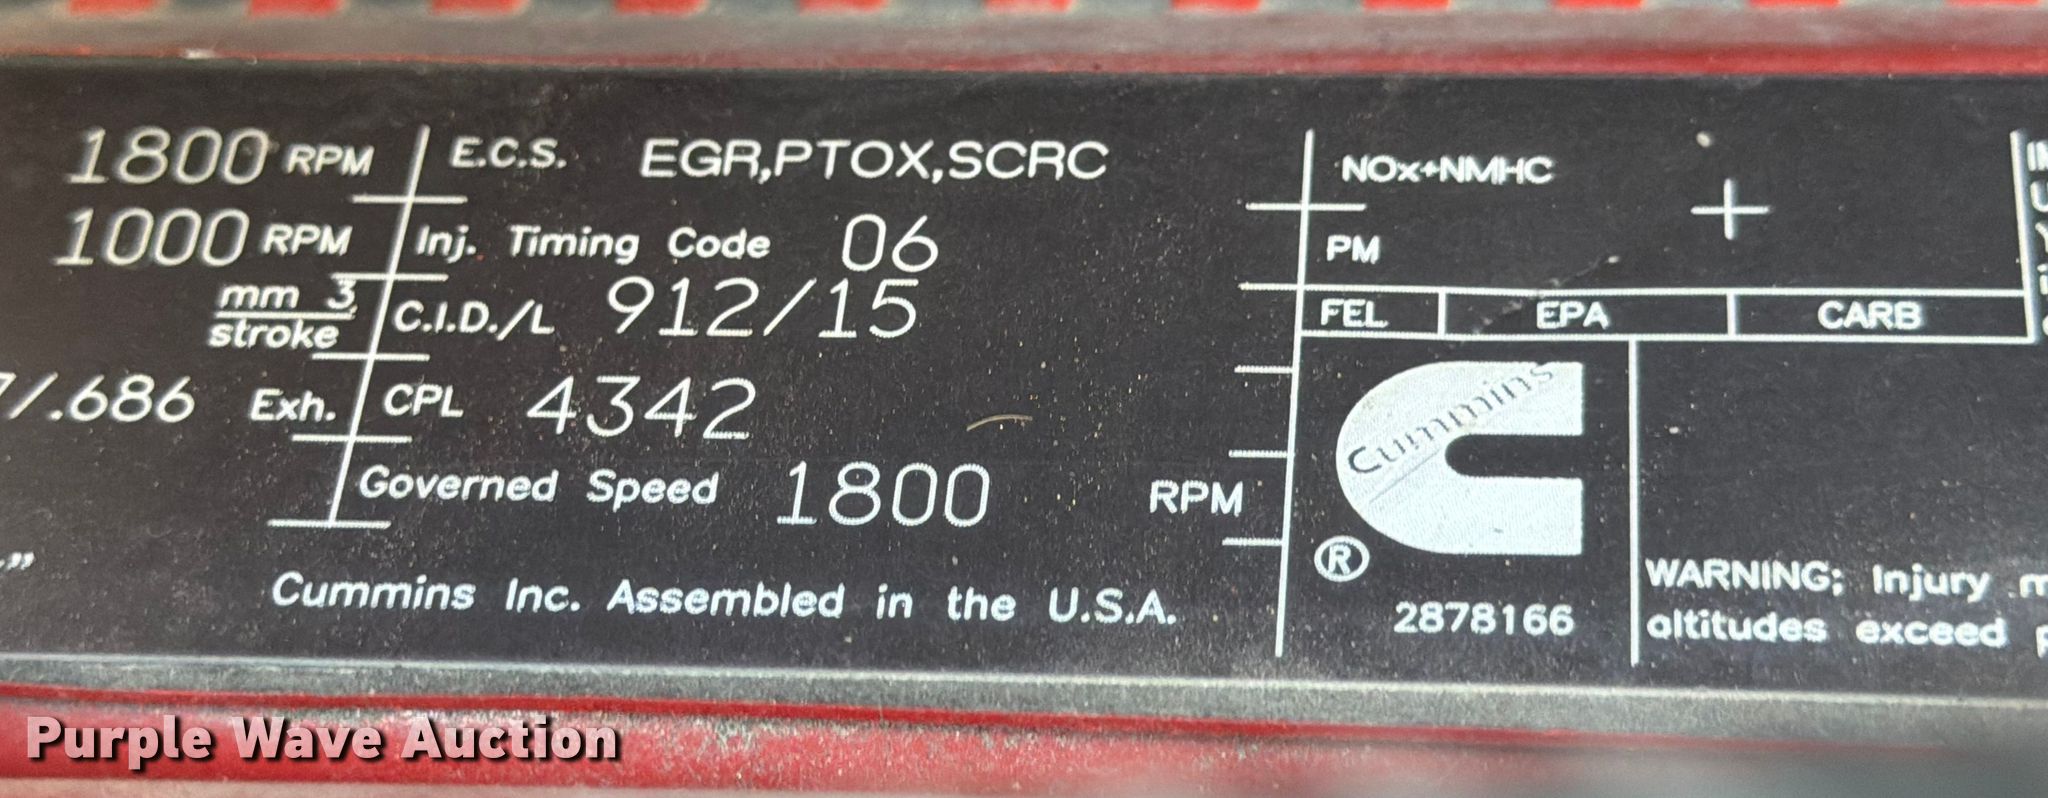 1800 RPM
E.C.S. EGR,PTOX,SCRC
1000 RPM
Inj. Timing Code 06
mm 3
stroke
C.I.D./L 912/15
/.686 Exh.
CPL 4342
Governed Speed 1800 RPM
Cummins Inc. Assembled in the U.S.A.
NOx+NMHC
PM
FEL EPA CARB
Cummins
®
2878166
WARNING; Injury
altitudes exceed
Purple Wave Auction